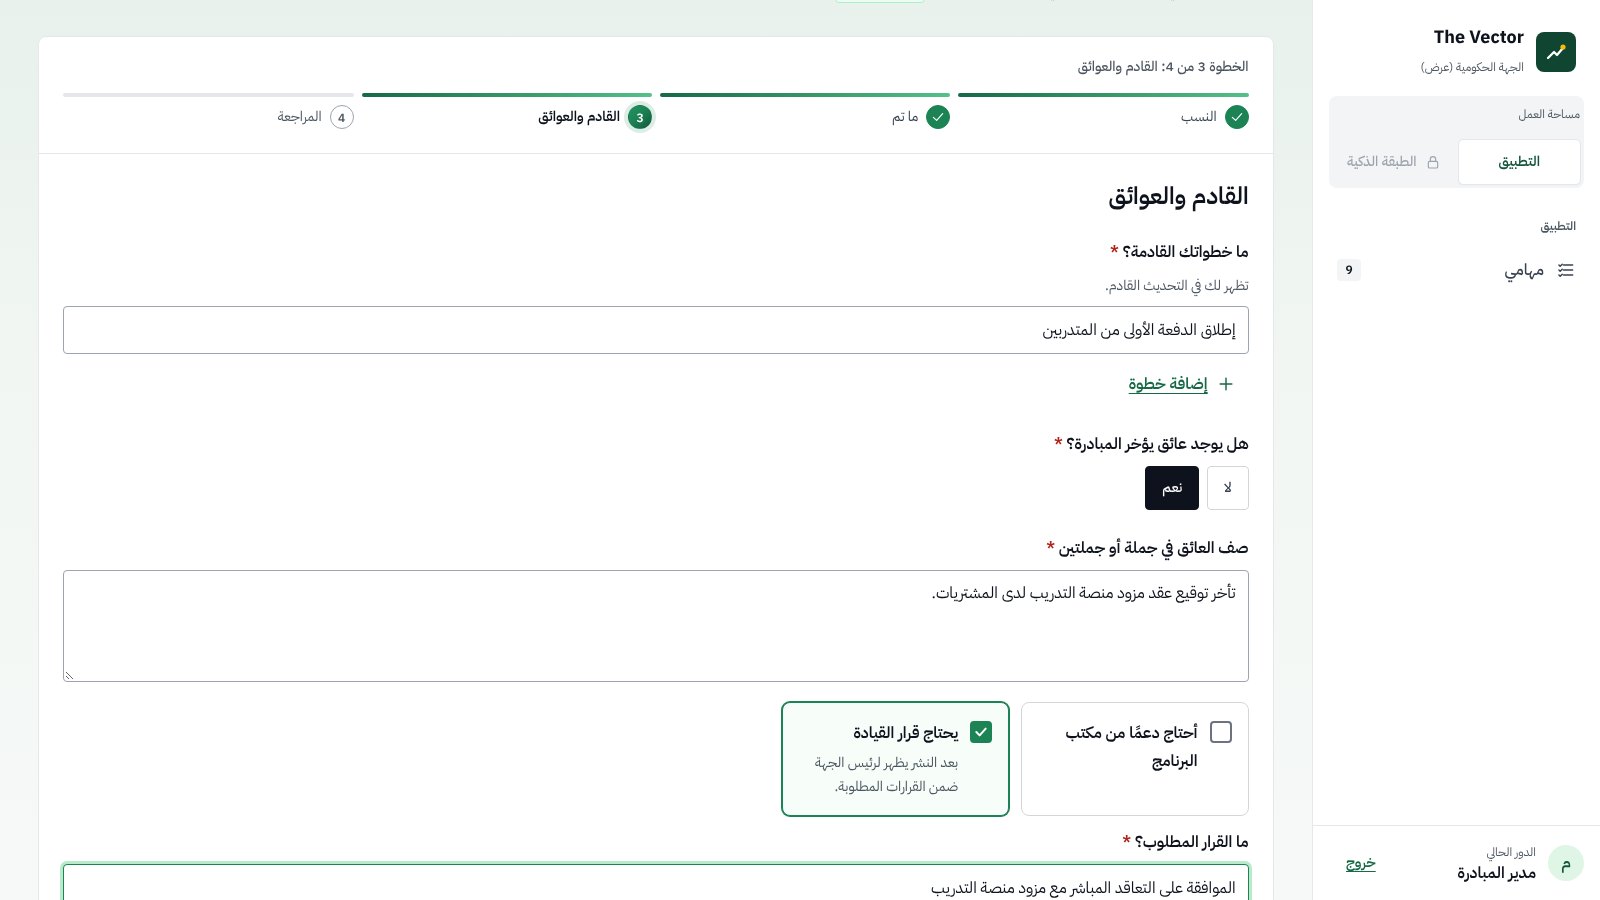 The Vector
الجهة الحكومية (عرض)
مساحة العمل
التطبيق
الطبقة الذكية
التطبيق
مهامي
9
الدور الحالي
مدير المبادرة
م
خروج
الخطوة 3 من 4: القادم والعوائق
النسب
ما تم
3 القادم والعوائق
4 المراجعة
القادم والعوائق
ما خطواتك القادمة؟ *
تظهر لك في التحديث القادم.
إطلاق الدفعة الأولى من المتدربين
إضافة خطوة
هل يوجد عائق يؤخر المبادرة؟ *
لا
نعم
صف العائق في جملة أو جملتين *
تأخر توقيع عقد مزود منصة التدريب لدى المشتريات.
أحتاج دعمًا من مكتب
البرنامج
يحتاج قرار القيادة
بعد النشر يظهر لرئيس الجهة
ضمن القرارات المطلوبة.
ما القرار المطلوب؟ *
الموافقة على التعاقد المباشر مع مزود منصة التدريب